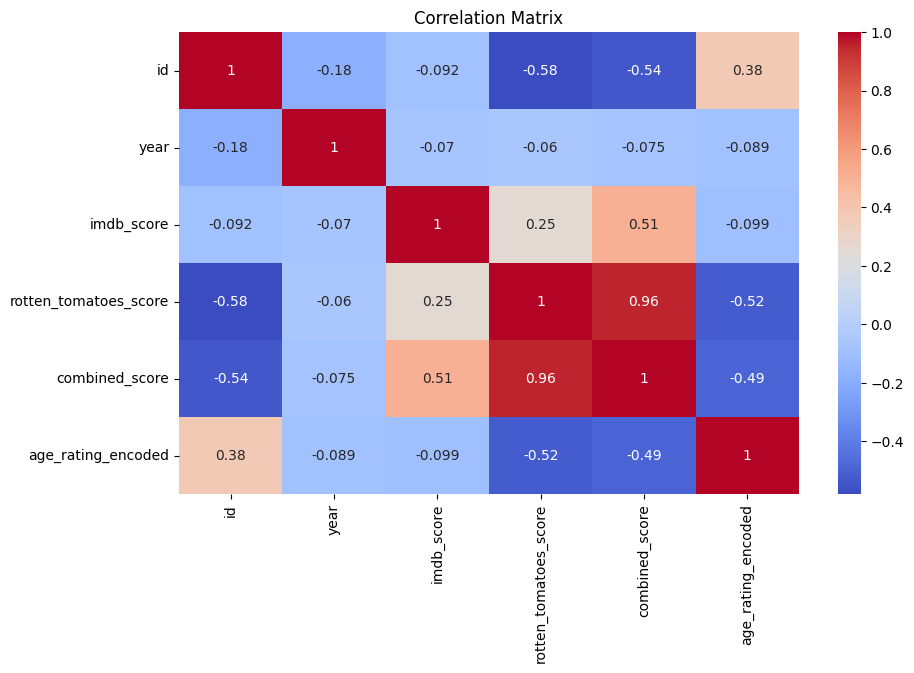 Correlation Matrix
id 1 -0.18 -0.092 -0.58 -0.54 0.38
year -0.18 1 -0.07 -0.06 -0.075 -0.089
imdb_score -0.092 -0.07 1 0.25 0.51 -0.099
rotten_tomatoes_score -0.58 -0.06 0.25 1 0.96 -0.52
combined_score -0.54 -0.075 0.51 0.96 1 -0.49
age_rating_encoded 0.38 -0.089 -0.099 -0.52 -0.49 1
id year imdb_score rotten_tomatoes_score combined_score age_rating_encoded
1.0
0.8
0.6
0.4
0.2
0.0
−0.2
−0.4